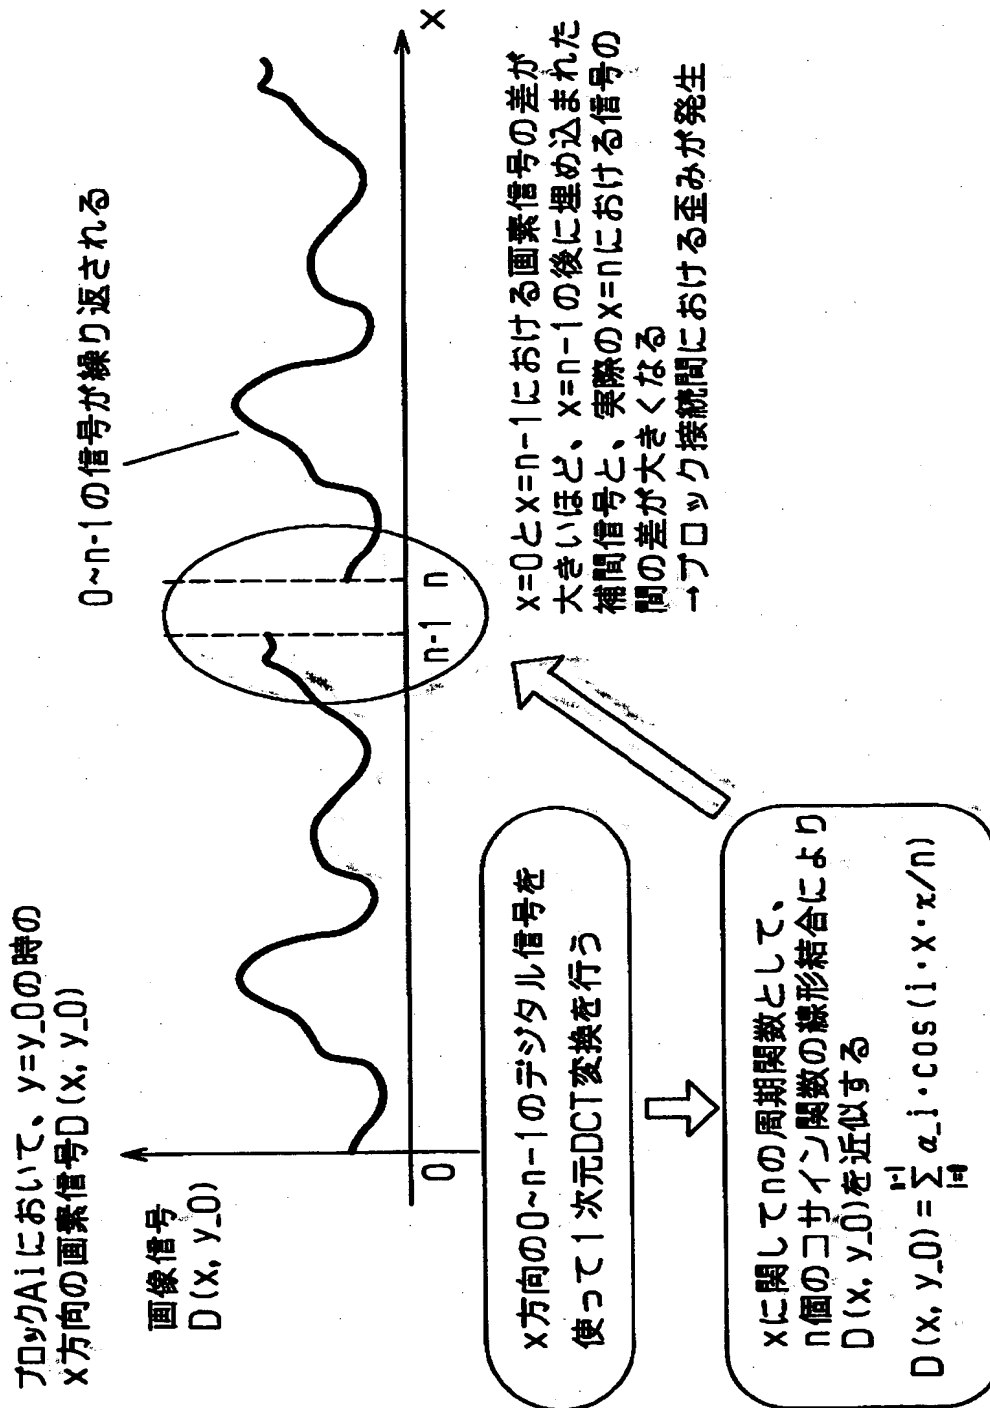 ブロックAiにおいて、y=y_0の時の
x方向の画素信号D(x, y_0)
画像信号
D(x, y_0)
0~n-1の信号が繰り返される
0
n-1
n
x
x方向の0~n-1のデジタル信号を
使って1次元DCT変換を行う
x=0とx=n-1における画素信号の差が
大きいほど、x=n-1の後に埋め込まれた
補間信号と、実際のx=nにおける信号の
間の差が大きくなる
→ブロック接続間における歪みが発生
xに関してnの周期関数として、
n個のコサイン関数の線形結合により
D(x, y_0)を近似する
D(x, y_0)=∑_{i=0}^{n-1} α_i・cos(i・x・π/n)